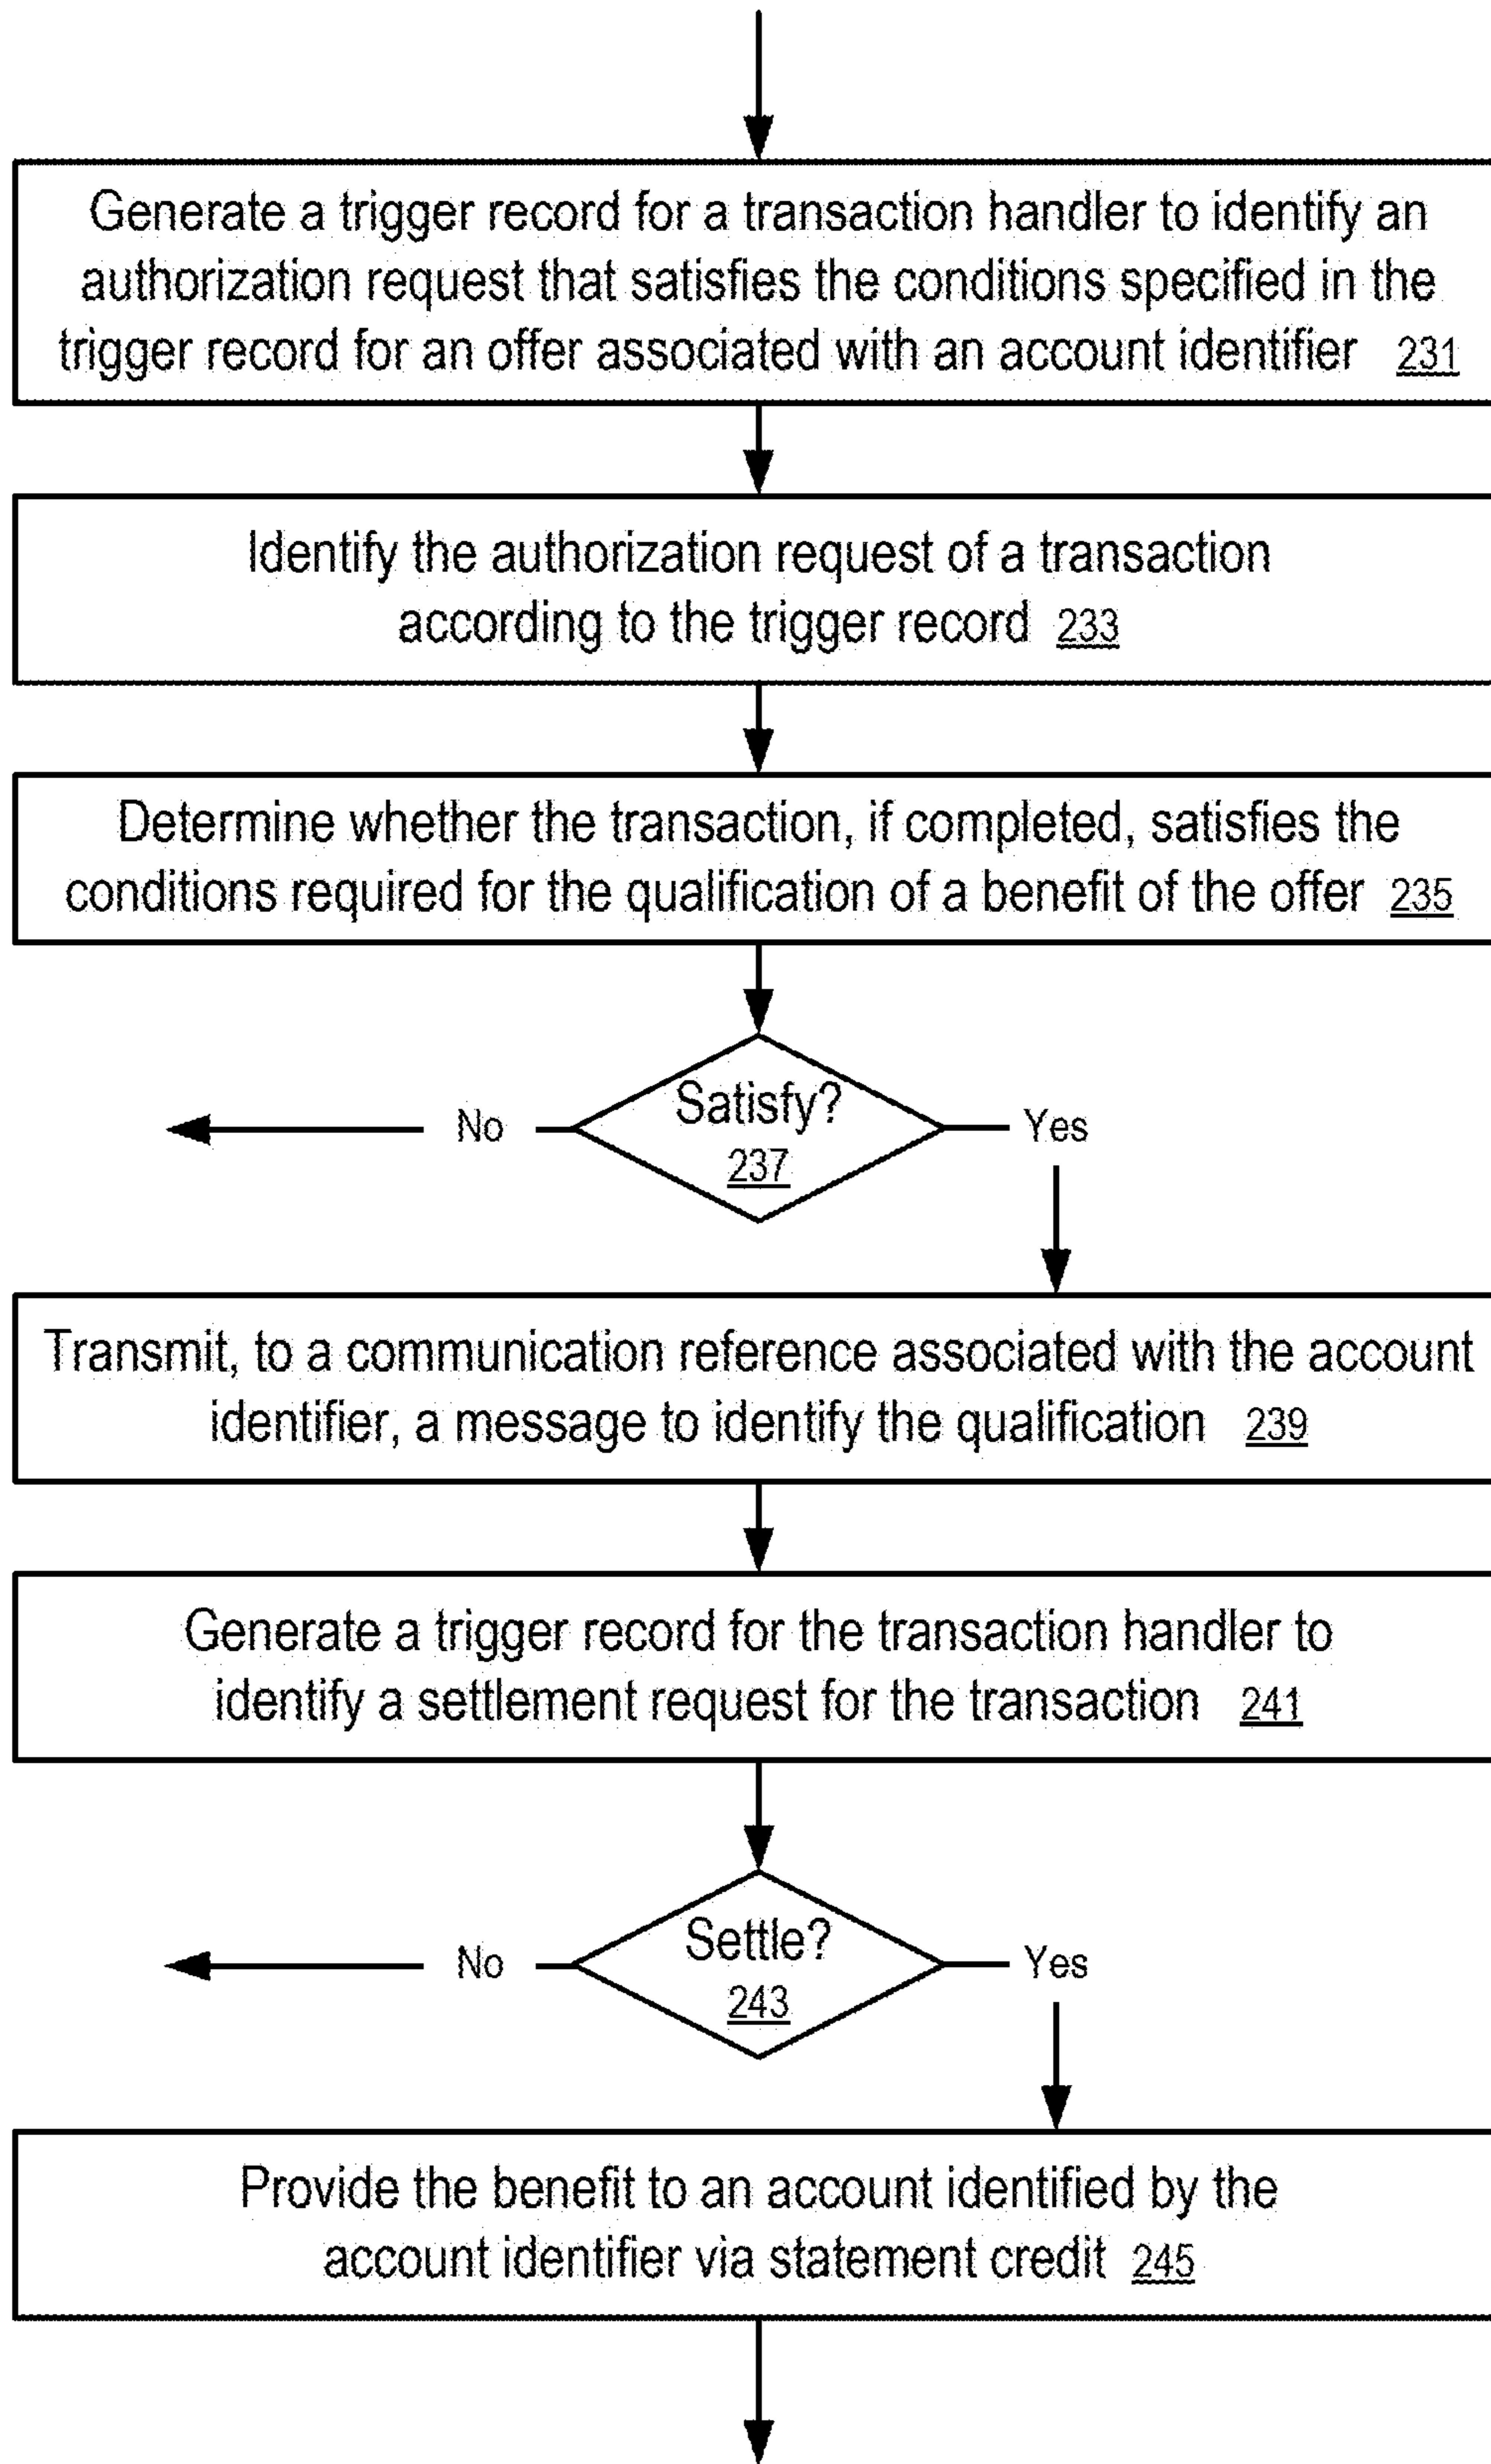 Generate a trigger record for a transaction handler to identify an
authorization request that satisfies the conditions specified in the
trigger record for an offer associated with an account identifier 231
Identify the authorization request of a transaction
according to the trigger record 233
Determine whether the transaction, if completed, satisfies the
conditions required for the qualification of a benefit of the offer 235
Satisfy?
No
Yes
237
Transmit, to a communication reference associated with the account
identifier, a message to identify the qualification 239
Generate a trigger record for the transaction handler to
identify a settlement request for the transaction 241
Settle?
No
Yes
243
Provide the benefit to an account identified by the
account identifier via statement credit 245